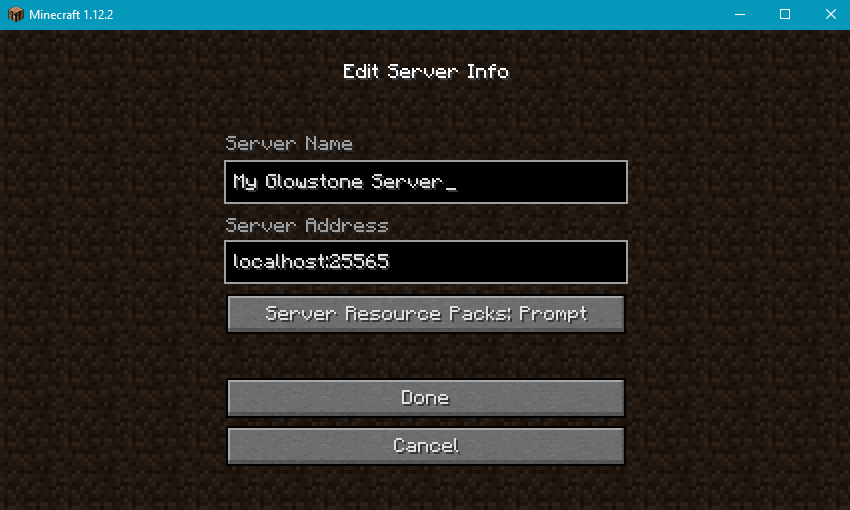 Minecraft 1.12.2
Edit Server Info
Server Name
My Glowstone Server_
Server Address
localhost:25565
Server Resource Packs: Prompt
Done
Cancel